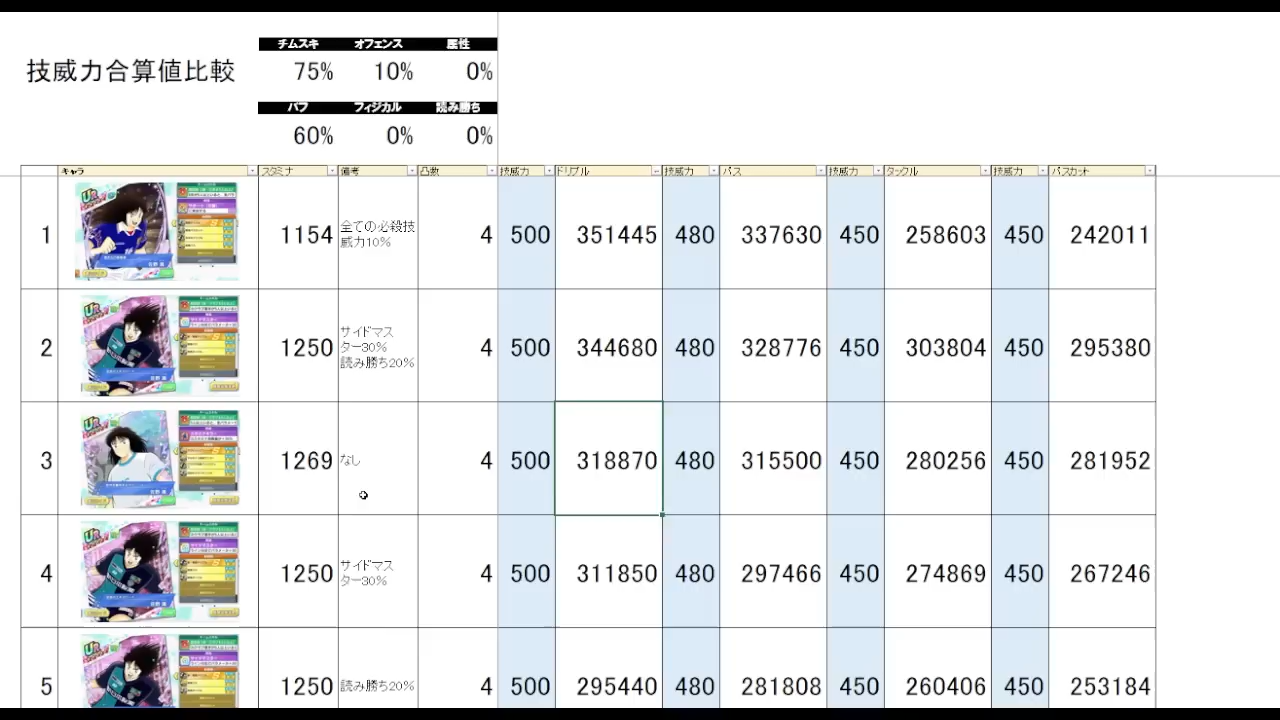 チムスキ オフェンス 属性
技威力合算値比較 75% 10% 0%
バフ フィジカル 読み勝ち
60% 0% 0%
キャラ スタミナ 備考 凸数 技威力 ドリブル 技威力 パス 技威力 タックル 技威力 パスカット
1 1154 全ての必殺技 4 500 351445 480 337630 450 258603 450 242011
威力10%
サイドマス
2 1250 ター30% 4 500 344680 480 328776 450 303804 450 295380
読み勝ち20%
3 1269 なし 4 500 318870 480 315500 450 280256 450 281952
4 1250 サイドマス 4 500 311850 480 297466 450 274869 450 267246
ター30%
5 1250 読み勝ち20% 4 500 295440 480 281808 450 260406 450 253184